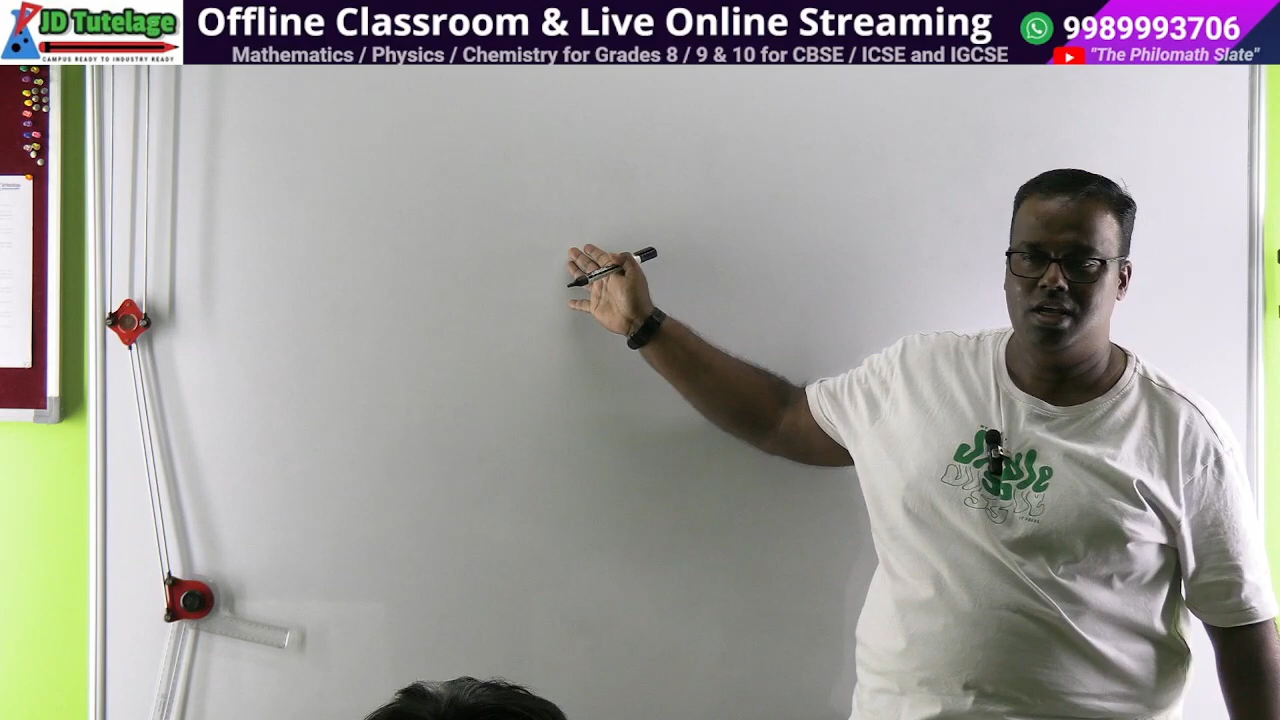 JD Tutelage
CAMPUS READY TO INDUSTRY READY
Offline Classroom & Live Online Streaming
Mathematics / Physics / Chemistry for Grades 8 / 9 & 10 for CBSE / ICSE and IGCSE
9989993706
"The Philomath Slate"